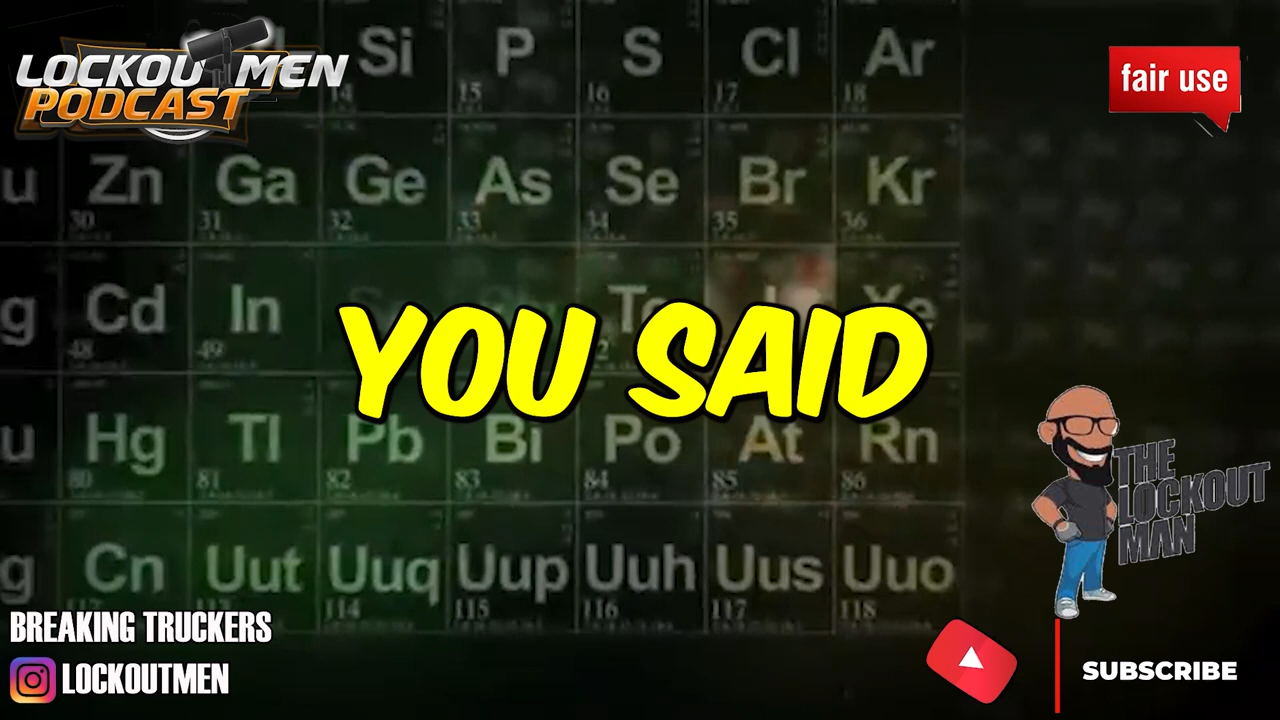 LOCKOUTMEN
PODCAST
fair use
Si P S Cl Ar
14 15 16 17 18
u Zn Ga Ge As Se Br Kr
30 31 32 33 34 35 36
g Cd In
48 49
YOU SAID
u Hg Tl Pb Bi Po At Rn
80 81 82 83 84 85 86
g Cn Uut Uuq Uup Uuh Uus Uuo
114 115 116 117 118
THE
LOCKOUT
MAN
BREAKING TRUCKERS
LOCKOUTMEN
SUBSCRIBE